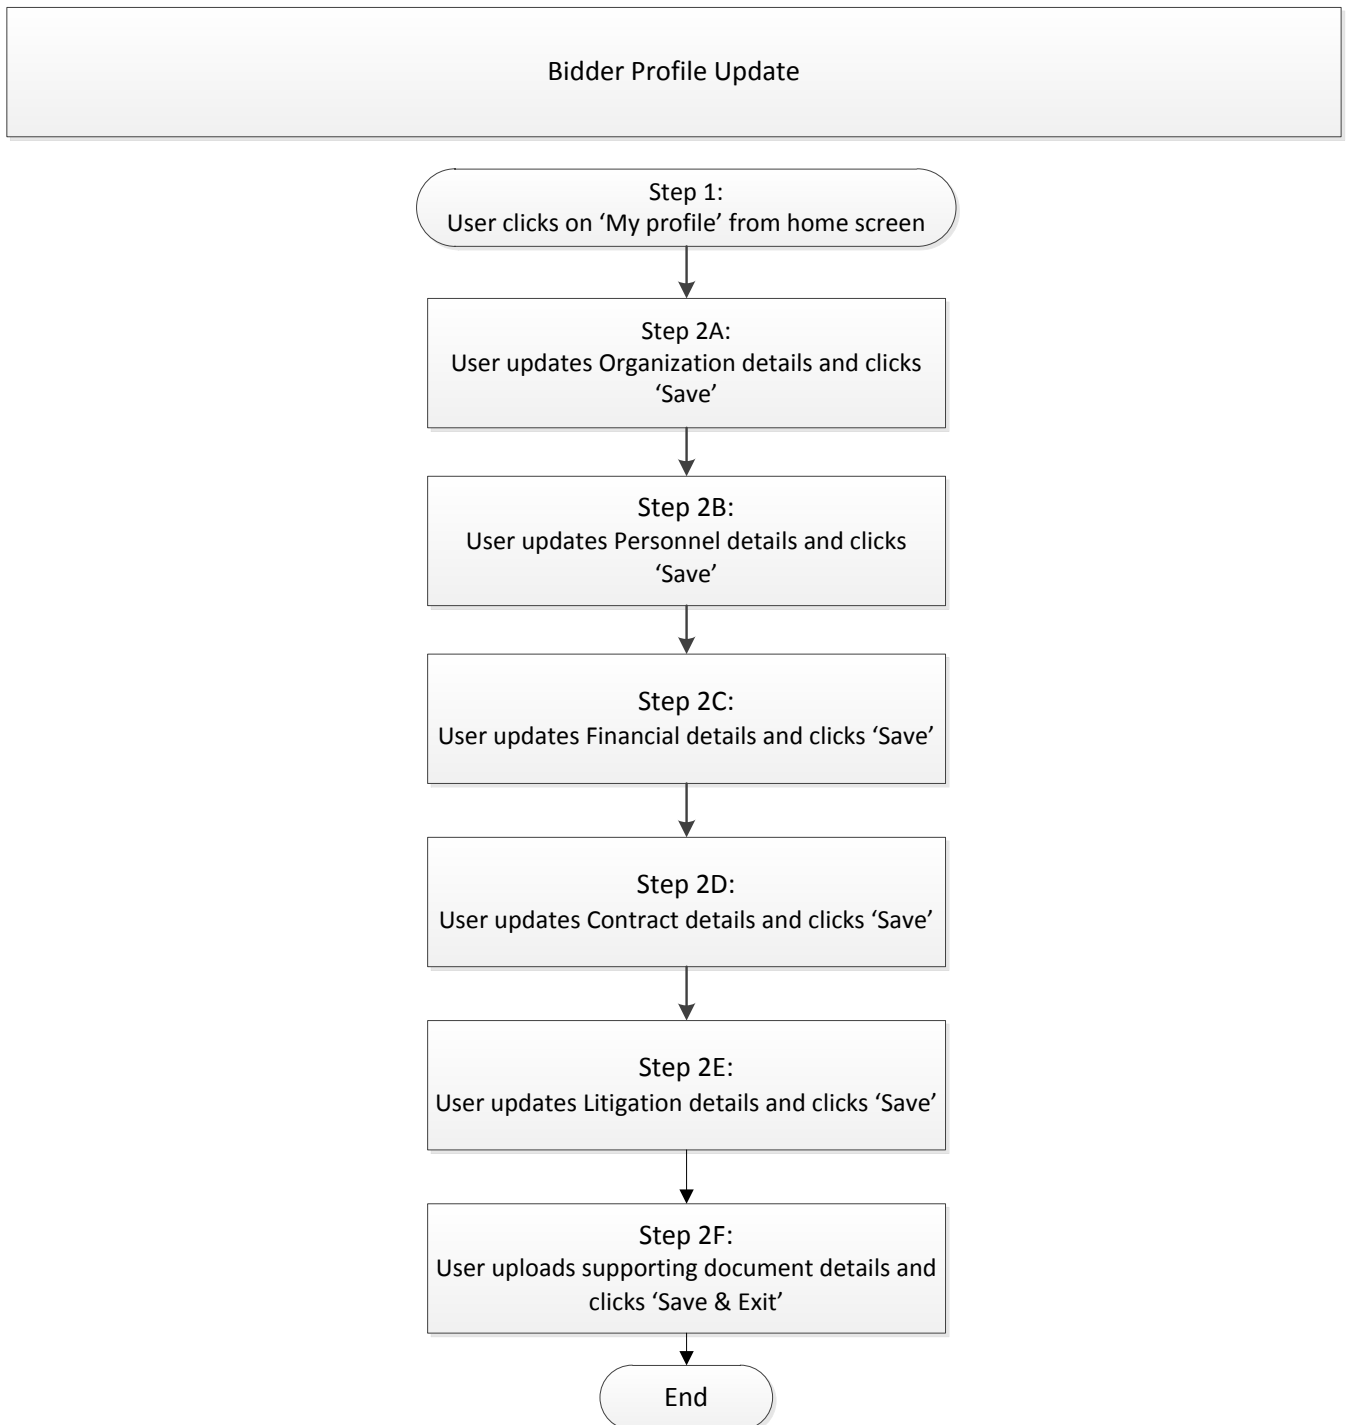 Bidder Profile Update
Step 1:
User clicks on ‘My profile’ from home screen
Step 2A:
User updates Organization details and clicks
‘Save’
Step 2B:
User updates Personnel details and clicks
‘Save’
Step 2C:
User updates Financial details and clicks ‘Save’
Step 2D:
User updates Contract details and clicks ‘Save’
Step 2E:
User updates Litigation details and clicks ‘Save’
Step 2F:
User uploads supporting document details and
clicks ‘Save & Exit’
End